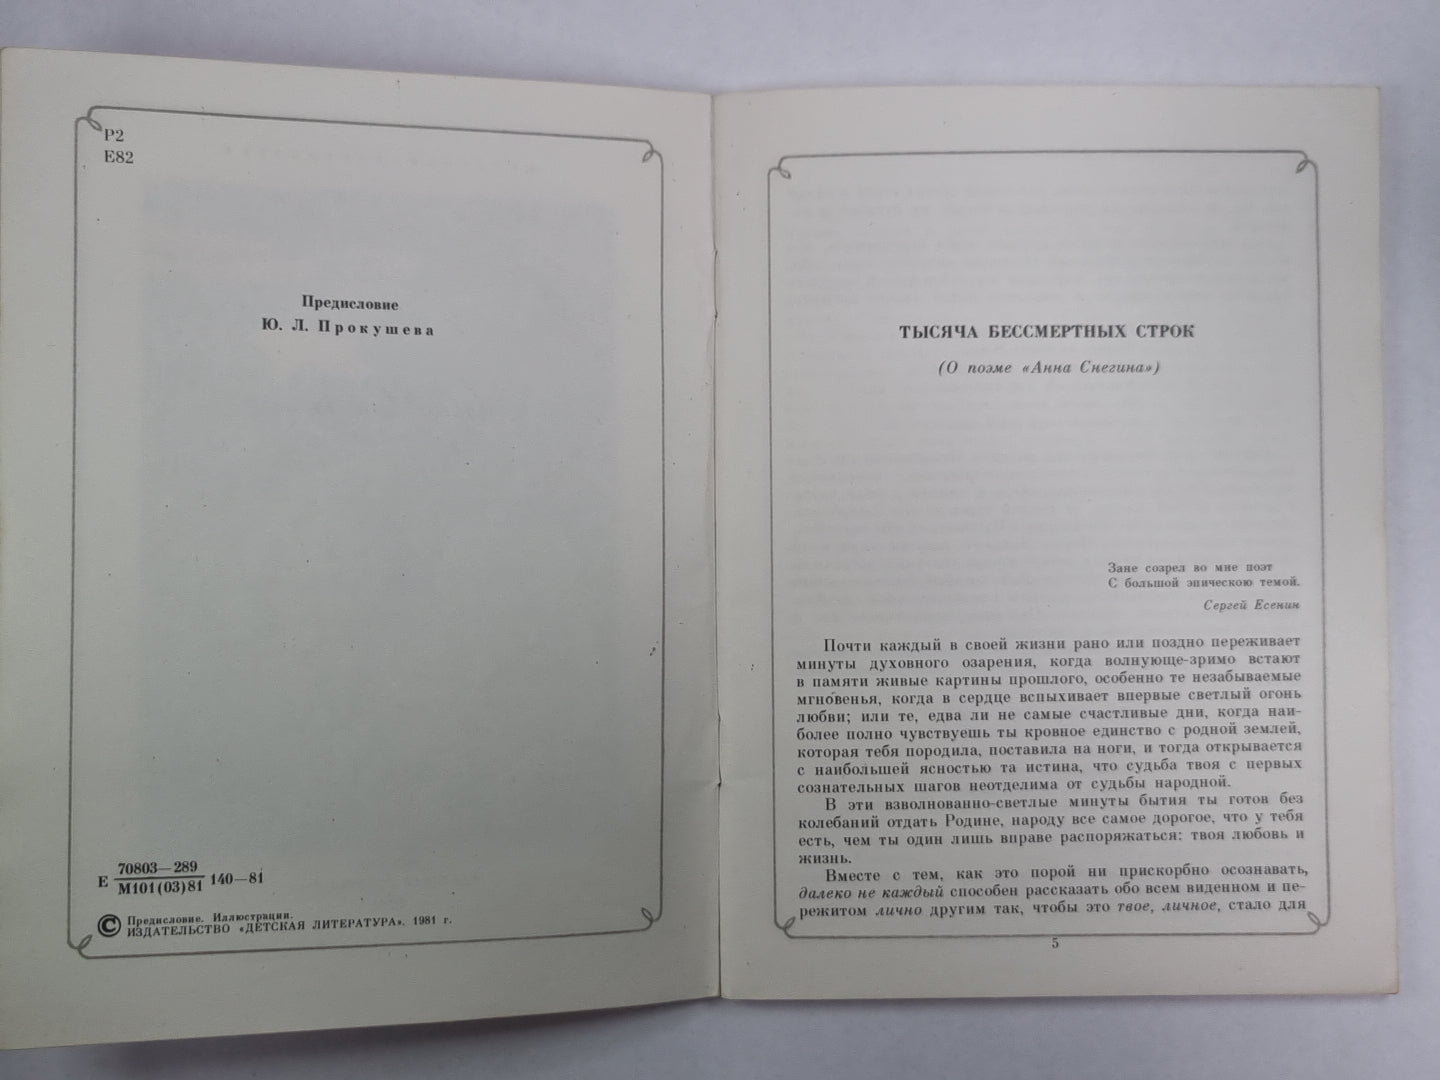 Р2
Е82
Предисловие
Ю. Л. Прокушева
Е 70803—289
М101(03)81 140—81
© Предисловие. Иллюстрации.
ИЗДАТЕЛЬСТВО «ДЕТСКАЯ ЛИТЕРАТУРА». 1981 г.
ТЫСЯЧА БЕССМЕРТНЫХ СТРОК
(О поэме «Анна Снегина»)
Зане созрел во мне поэт
С большой эпическою темой.
Сергей Есенин
Почти каждый в своей жизни рано или поздно переживает
минуты духовного озарения, когда волнующе-зримо встают
в памяти живые картины прошлого, особенно те незабываемые
мгновенья, когда в сердце вспыхивает впервые светлый огонь
любви; или те, едва ли не самые счастливые дни, когда наи-
более полно чувствуешь ты кровное единство с родной землей,
которая тебя породила, поставила на ноги, и тогда открывается
с наибольшей ясностью та истина, что судьба твоя с первых
сознательных шагов неотделима от судьбы народной.
В эти взволнованно-светлые минуты бытия ты готов без
колебаний отдать Родине, народу все самое дорогое, что у тебя
есть, чем ты один лишь вправе распоряжаться: твоя любовь и
жизнь.
Вместе с тем, как это порой ни прискорбно осознавать,
далеко не каждый способен рассказать обо всем виденном и пе-
режитом лично другим так, чтобы это твое, личное, стало для
5